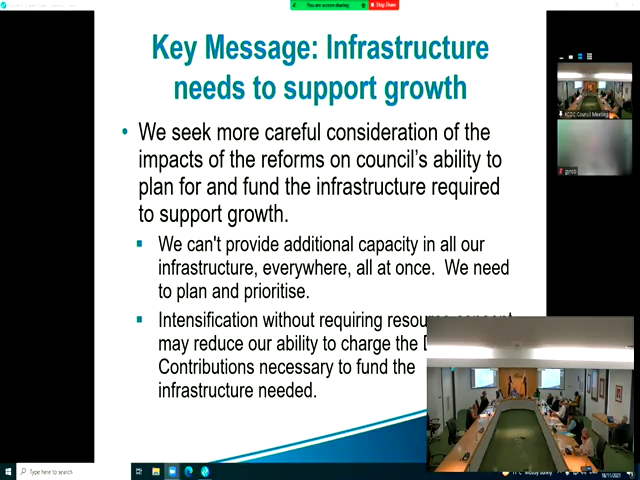 You are screen sharing
Stop Share
Key Message: Infrastructure
needs to support growth
• We seek more careful consideration of the
impacts of the reforms on council's ability to
plan for and fund the infrastructure required
to support growth.
▪ We can't provide additional capacity in all our
infrastructure, everywhere, all at once. We need
to plan and prioritise.
▪ Intensification without requiring
may reduce our ability to charge the
Contributions necessary to fund the
infrastructure needed.
KCDC Council Meeting
Type here to search
18/11/2021